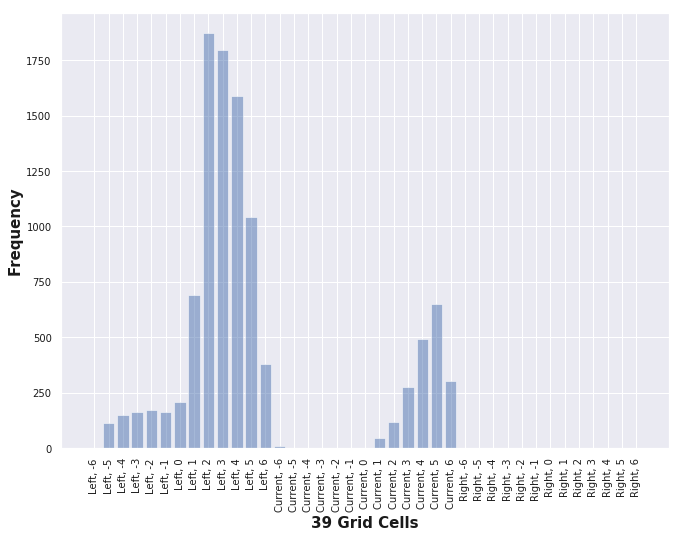 1750
1500
1250
1000
750
500
250
0
Frequency
Left, -6
Left, -5
Left, -4
Left, -3
Left, -2
Left, -1
Left, 0
Left, 1
Left, 2
Left, 3
Left, 4
Left, 5
Left, 6
Current, -6
Current, -5
Current, -4
Current, -3
Current, -2
Current, -1
Current, 0
Current, 1
Current, 2
Current, 3
Current, 4
Current, 5
Current, 6
Right, -6
Right, -5
Right, -4
Right, -3
Right, -2
Right, -1
Right, 0
Right, 1
Right, 2
Right, 3
Right, 4
Right, 5
Right, 6
39 Grid Cells